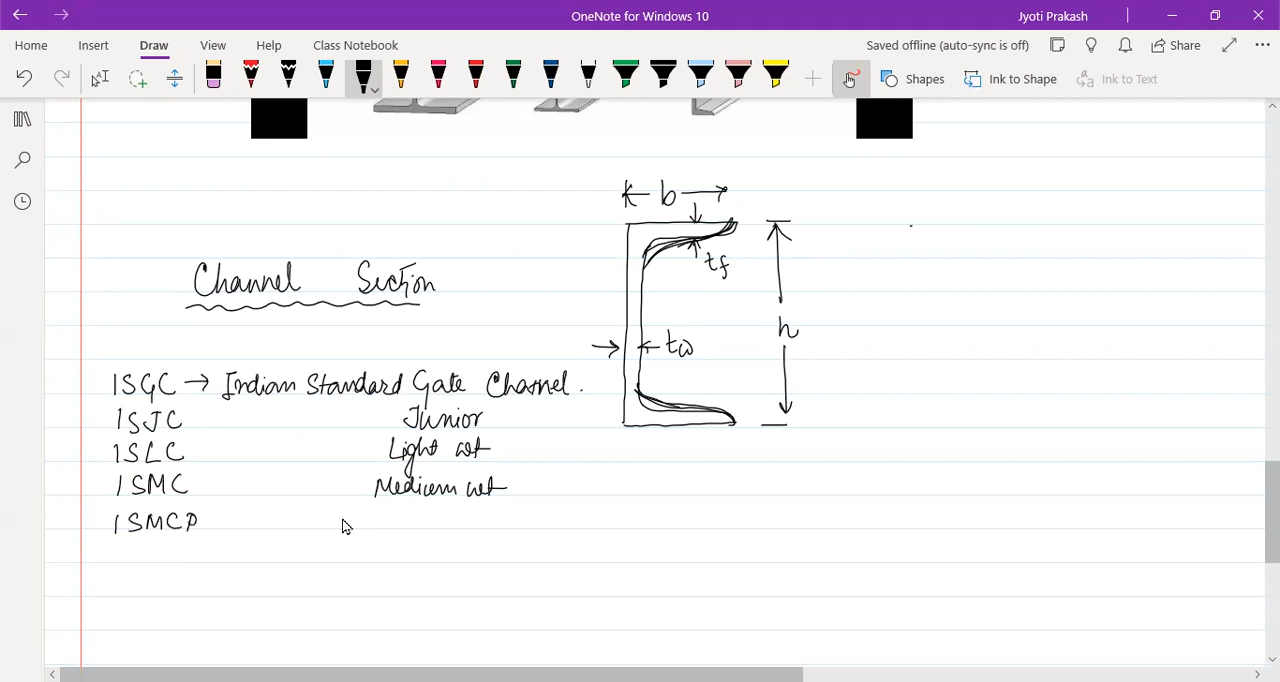 OneNote for Windows 10
Jyoti Prakash
Home Insert Draw View Help Class Notebook
Saved offline (auto-sync is off) Share
Shapes Ink to Shape Ink to Text
b
tf
Channel Section
h
tω
ISGC → Indian Standard Gate Channel.
ISJC Junior
ISLC Light wt
ISMC Medium wt
ISMCP